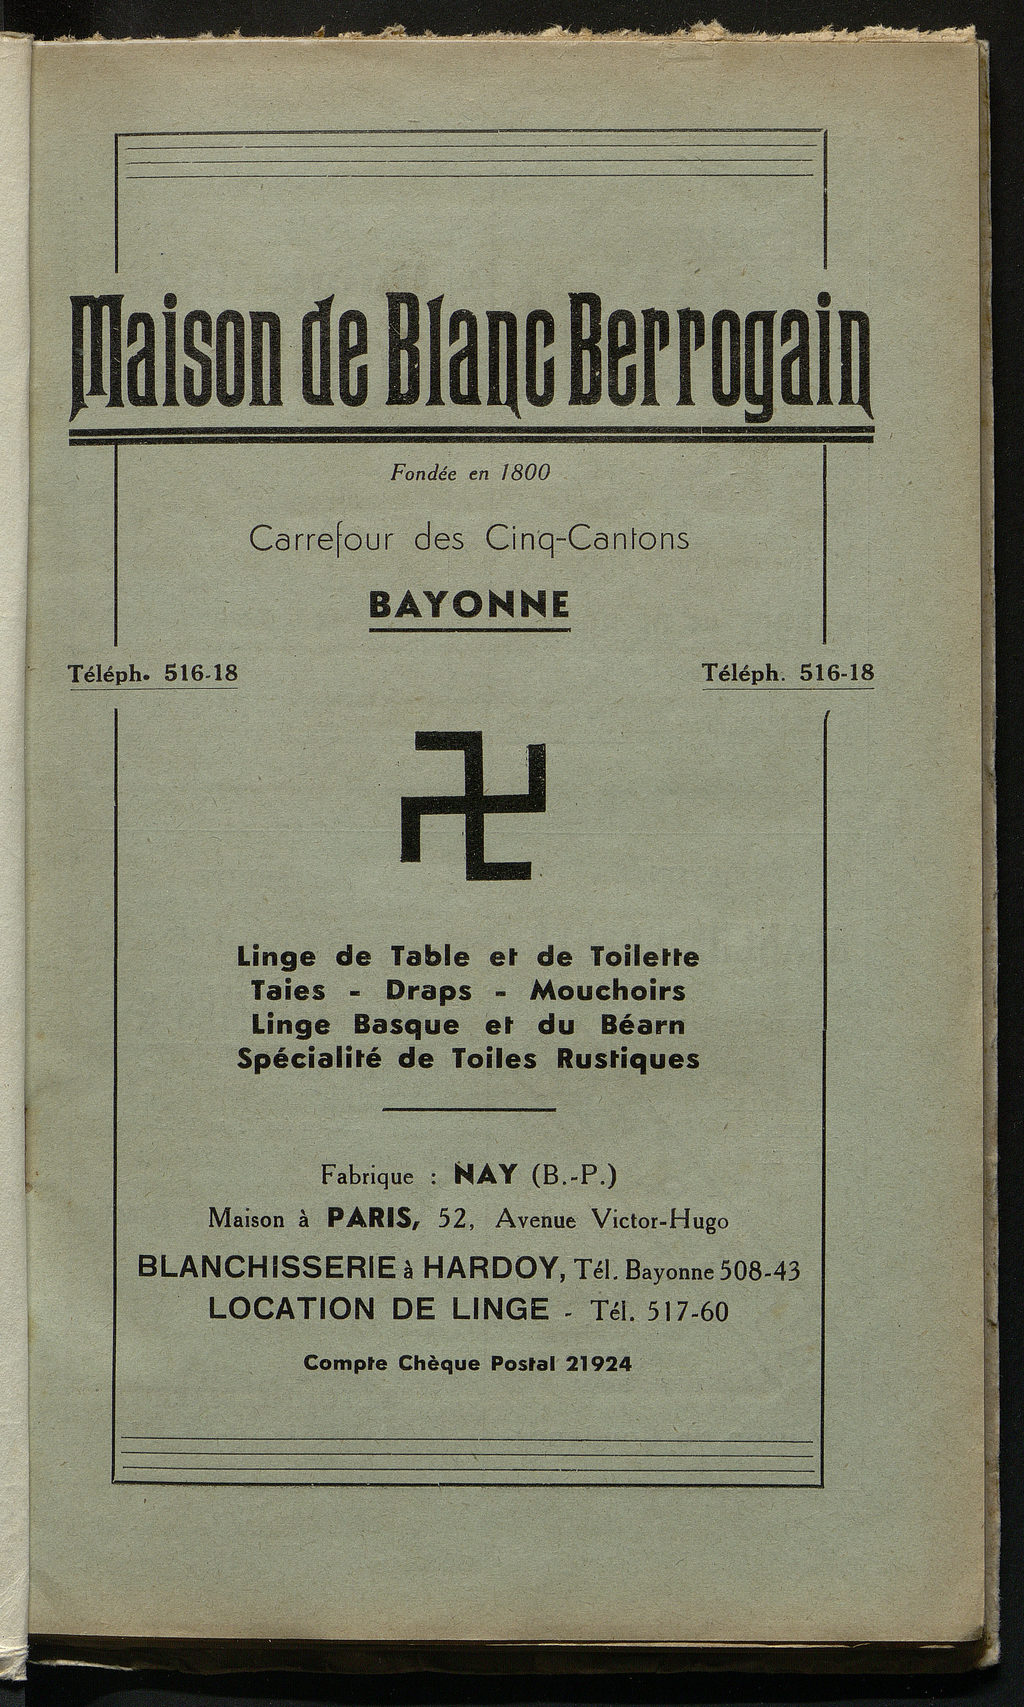 Maison de Blanc Berrogain
Fondée en 1800
Carrefour des Cinq-Cantons
BAYONNE
Téléph. 516-18 Téléph. 516-18
Linge de Table et de Toilette
Taies - Draps - Mouchoirs
Linge Basque et du Béarn
Spécialité de Toiles Rustiques
Fabrique : NAY (B.-P.)
Maison à PARIS, 52, Avenue Victor-Hugo
BLANCHISSERIE à HARDOY, Tél. Bayonne 508-43
LOCATION DE LINGE - Tél. 517-60
Compte Chèque Postal 21924